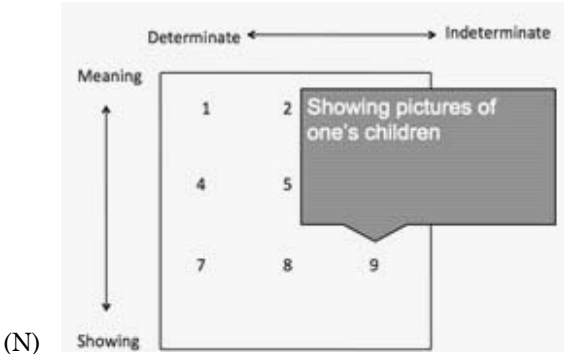 Determinate Indeterminate
Meaning
1 2 Showing pictures of
one's children
4 5
7 8 9
(N) Showing